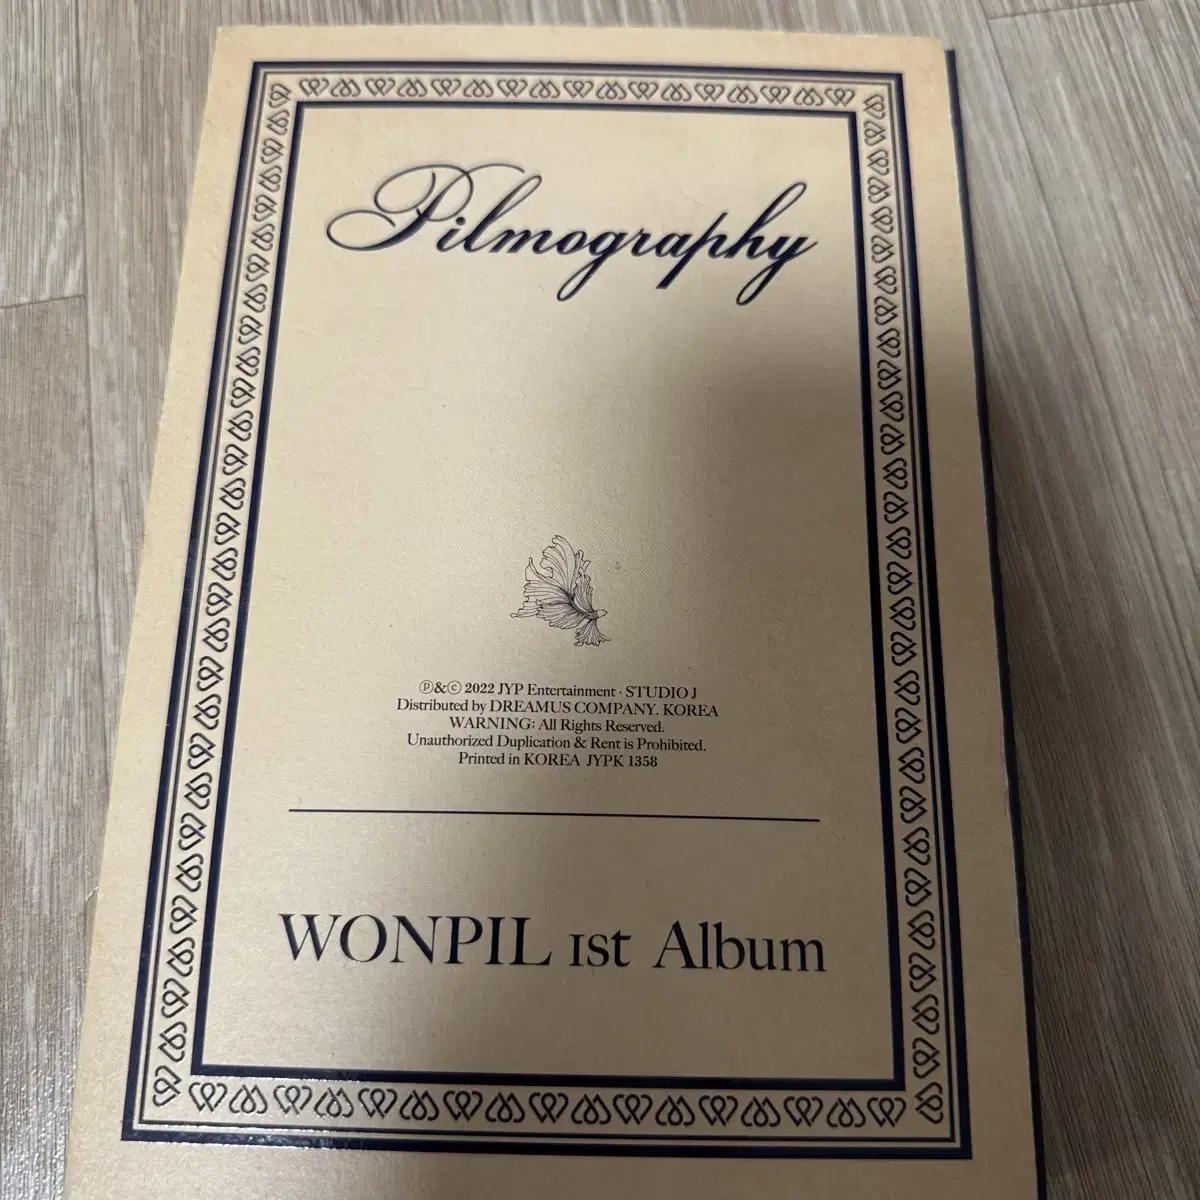 Pilmography
Ⓟ&ⓒ 2022 JYP Entertainment · STUDIO J
Distributed by DREAMUS COMPANY. KOREA
WARNING: All Rights Reserved.
Unauthorized Duplication & Rent is Prohibited.
Printed in KOREA JYPK 1358
WONPIL 1st Album